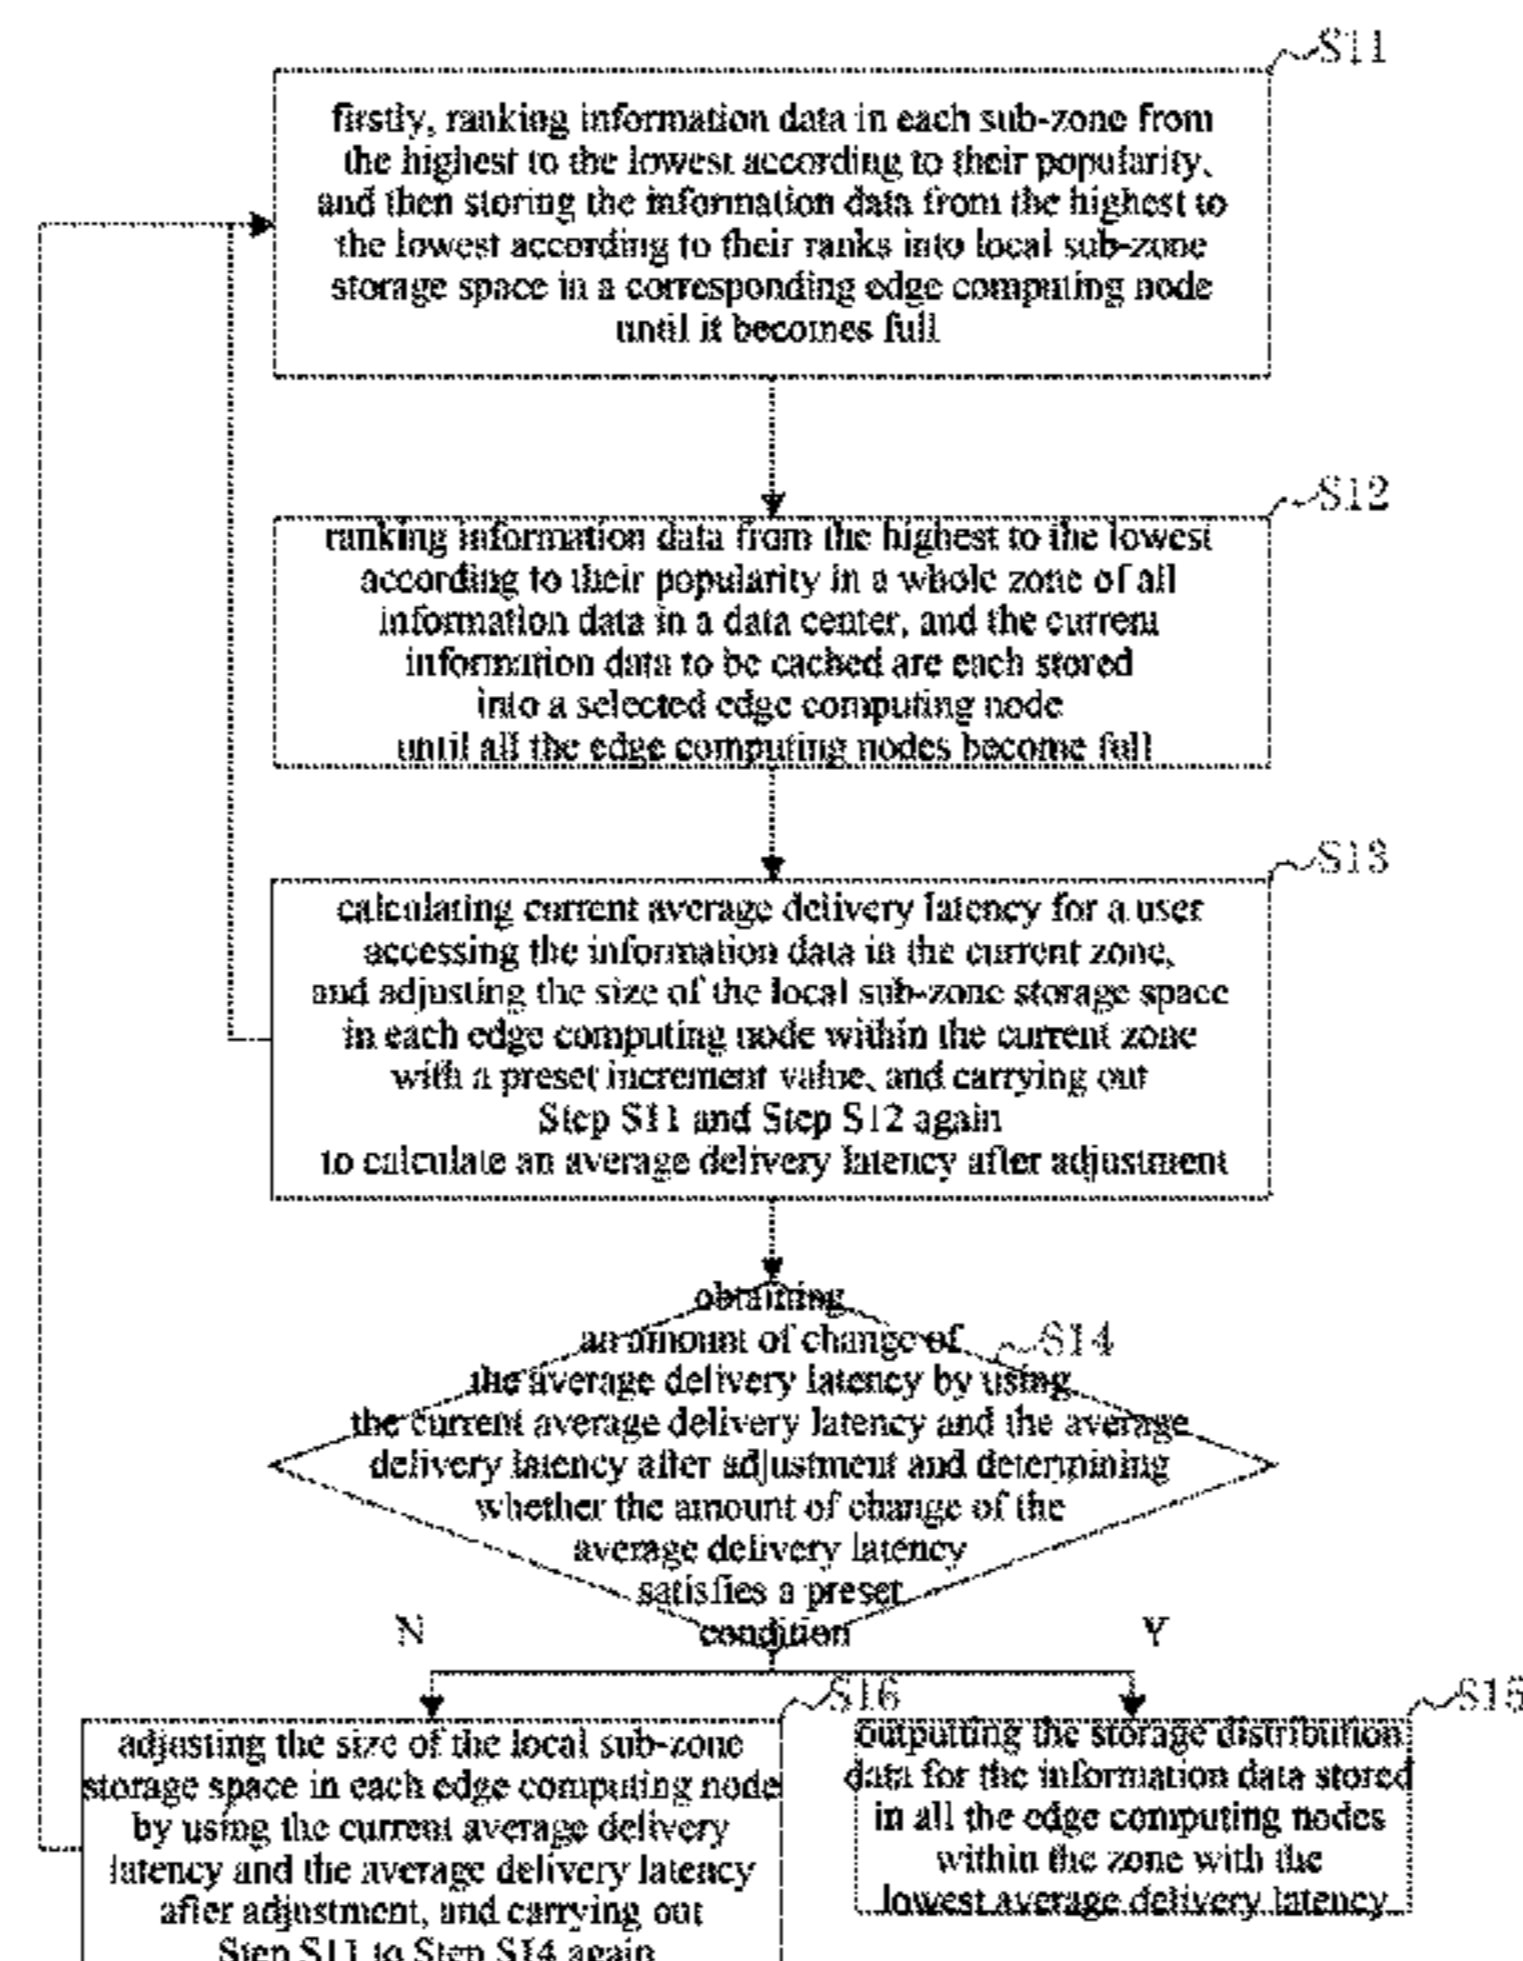 S11
firstly, ranking information data in each sub-zone from
the highest to the lowest according to their popularity,
and then storing the information data from the highest to
the lowest according to their ranks into local sub-zone
storage space in a corresponding edge computing node
until it becomes full
S12
ranking information data from the highest to the lowest
according to their popularity in a whole zone of all
information data in a data center, and the current
information data to be cached are each stored
into a selected edge computing node
until all the edge computing nodes become full
S13
calculating current average delivery latency for a user
accessing the information data in the current zone,
and adjusting the size of the local sub-zone storage space
in each edge computing node within the current zone
with a preset increment value, and carrying out
Step S11 and Step S12 again
to calculate an average delivery latency after adjustment
S14
obtaining
an amount of change of
the average delivery latency by using
the current average delivery latency and the average
delivery latency after adjustment and determining
whether the amount of change of the
average delivery latency
satisfies a preset
condition
N
Y
S16
adjusting the size of the local sub-zone
storage space in each edge computing node
by using the current average delivery
latency and the average delivery latency
after adjustment, and carrying out
Step S11 to Step S14 again
S15
outputting the storage distribution
data for the information data stored
in all the edge computing nodes
within the zone with the
lowest average delivery latency